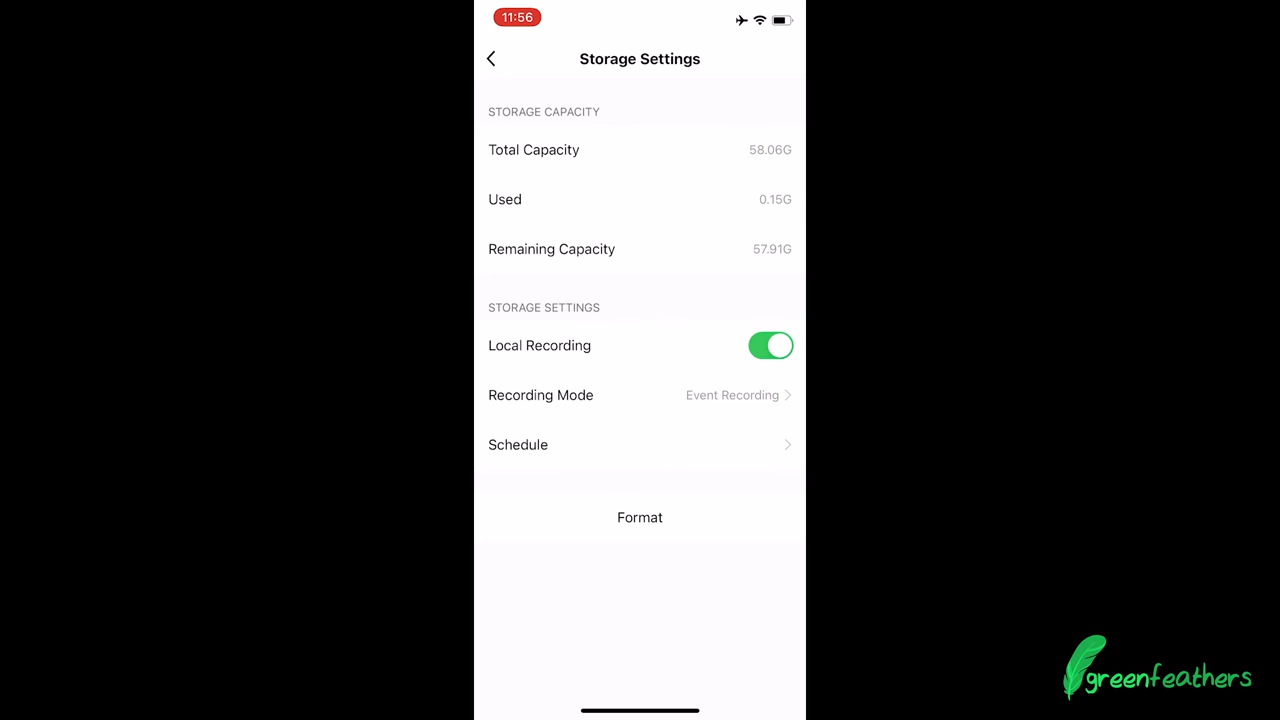 11:56
Storage Settings
STORAGE CAPACITY
Total Capacity 58.06G
Used 0.15G
Remaining Capacity 57.91G
STORAGE SETTINGS
Local Recording
Recording Mode Event Recording
Schedule
Format
greenfeathers